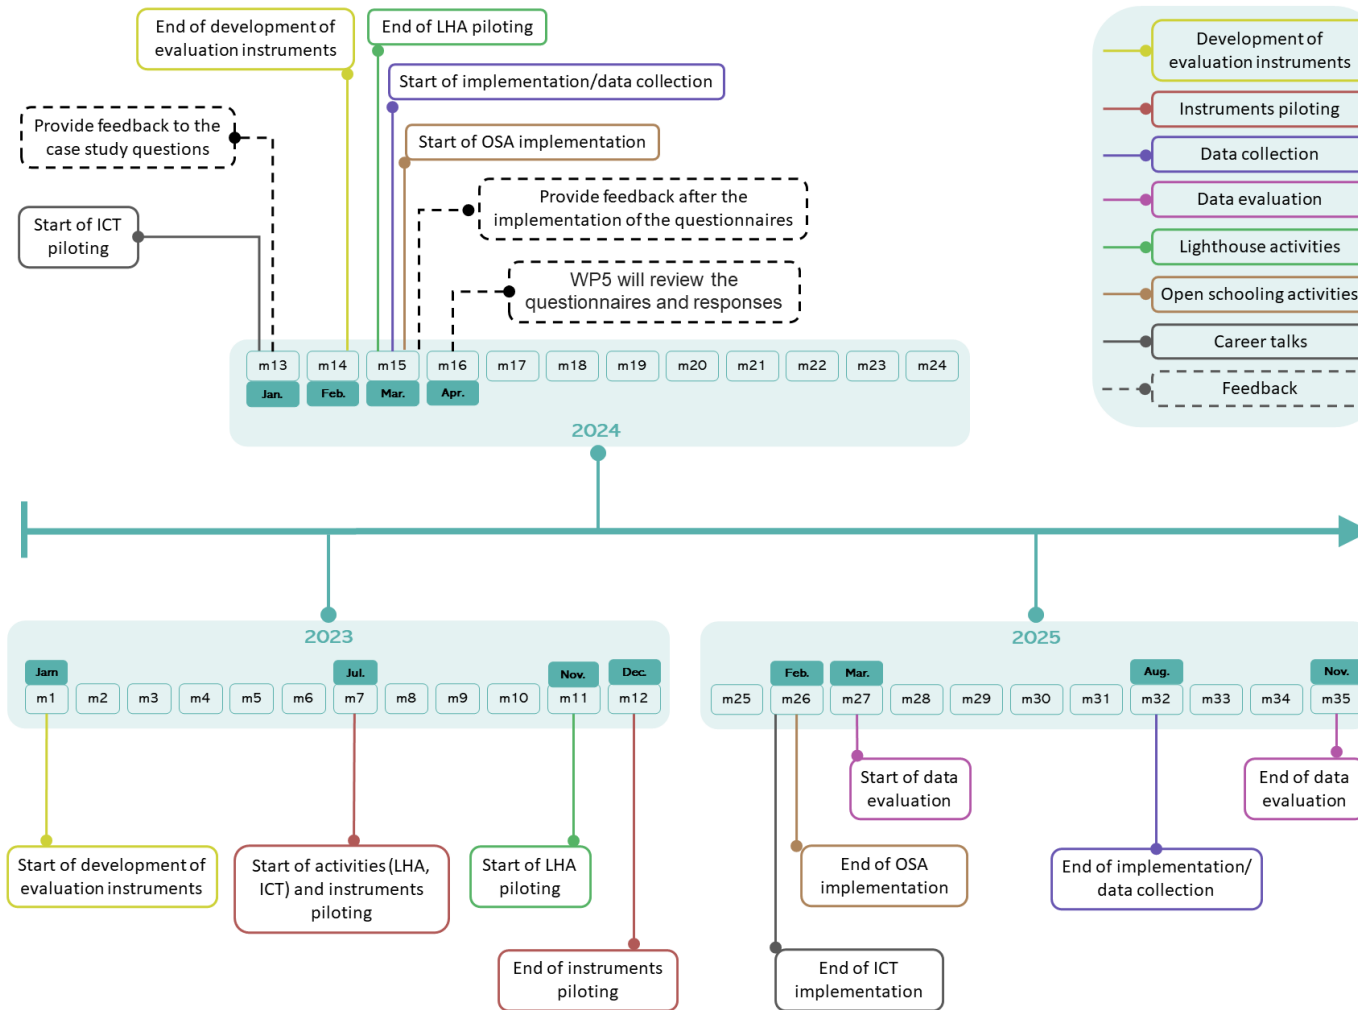 End of development of
evaluation instruments
End of LHA piloting
Start of implementation/data collection
Provide feedback to the
case study questions
Start of OSA implementation
Provide feedback after the
implementation of the questionnaires
Start of ICT
piloting
WP5 will review the
questionnaires and responses
Development of
evaluation instruments
Instruments piloting
Data collection
Data evaluation
Lighthouse activities
Open schooling activities
Career talks
Feedback
m13 m14 m15 m16 m17 m18 m19 m20 m21 m22 m23 m24
Jan. Feb. Mar. Apr.
2024
2023
Jarn Jul. Nov. Dec.
m1 m2 m3 m4 m5 m6 m7 m8 m9 m10 m11 m12
Start of development of
evaluation instruments
Start of activities (LHA,
ICT) and instruments
piloting
Start of LHA
piloting
End of instruments
piloting
2025
Feb. Mar. Aug. Nov.
m25 m26 m27 m28 m29 m30 m31 m32 m33 m34 m35
Start of data
evaluation
End of data
evaluation
End of OSA
implementation
End of implementation/
data collection
End of ICT
implementation